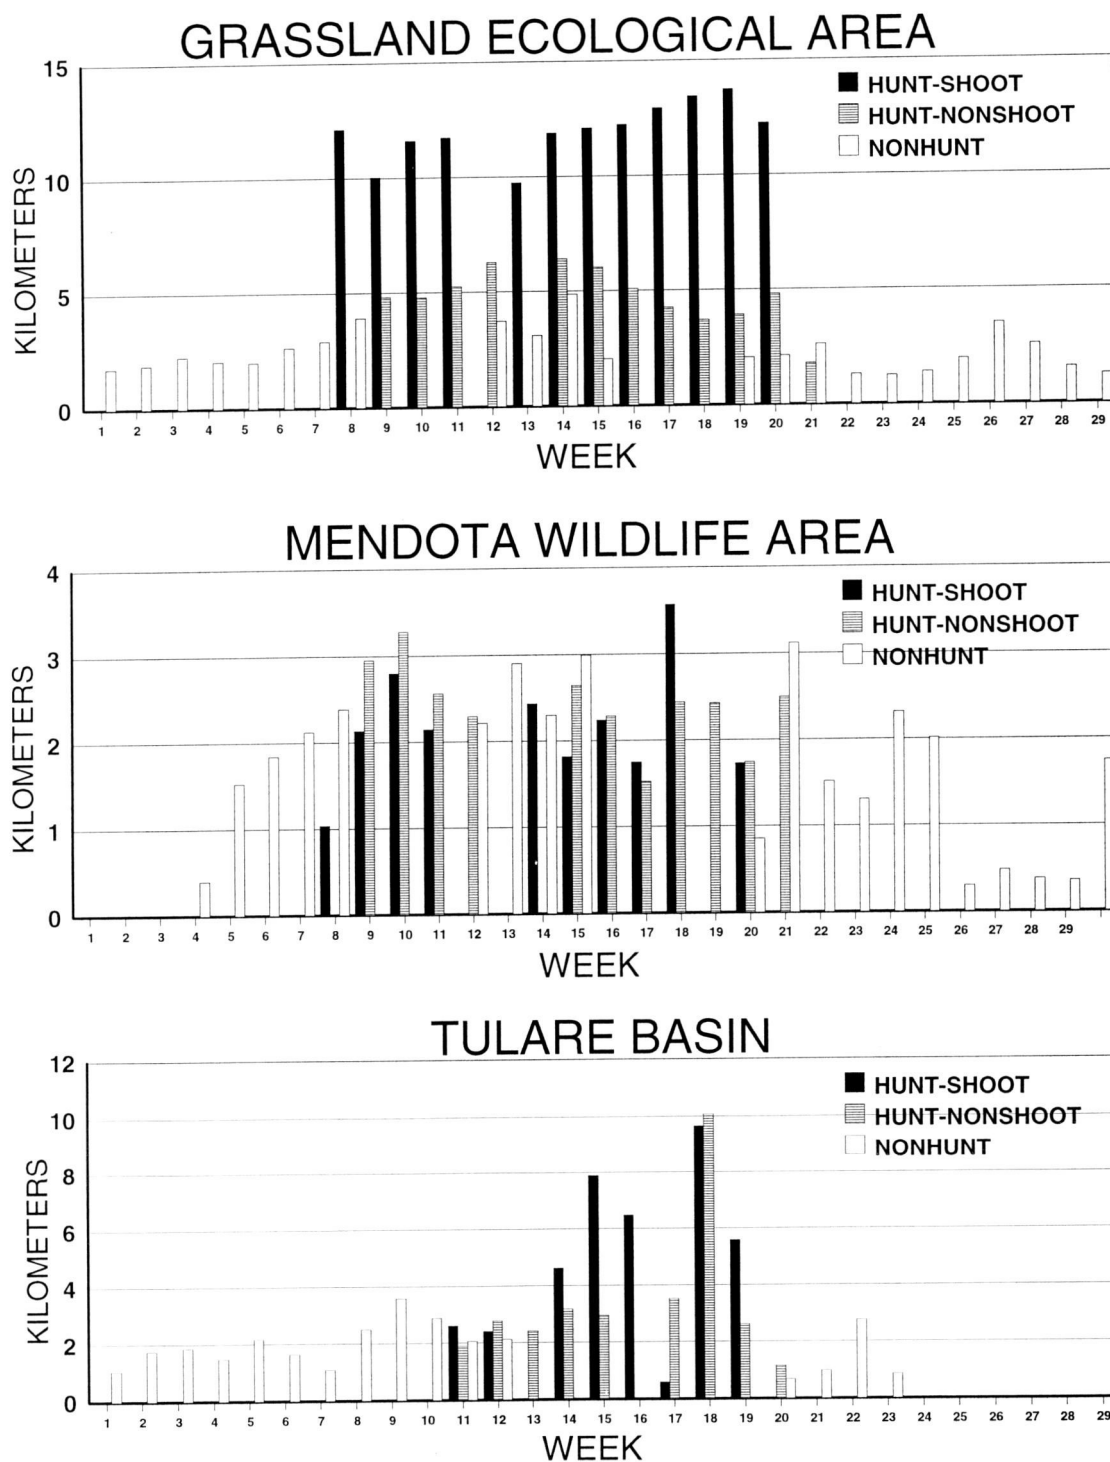 GRASSLAND ECOLOGICAL AREA
15
10
5
0
KILOMETERS
HUNT-SHOOT
HUNT-NONSHOOT
NONHUNT
1 2 3 4 5 6 7 8 9 10 11 12 13 14 15 16 17 18 19 20 21 22 23 24 25 26 27 28 29
WEEK
MENDOTA WILDLIFE AREA
4
3
2
1
0
KILOMETERS
HUNT-SHOOT
HUNT-NONSHOOT
NONHUNT
1 2 3 4 5 6 7 8 9 10 11 12 13 14 15 16 17 18 19 20 21 22 23 24 25 26 27 28 29
WEEK
TULARE BASIN
12
10
8
6
4
2
0
KILOMETERS
HUNT-SHOOT
HUNT-NONSHOOT
NONHUNT
1 2 3 4 5 6 7 8 9 10 11 12 13 14 15 16 17 18 19 20 21 22 23 24 25 26 27 28 29
WEEK